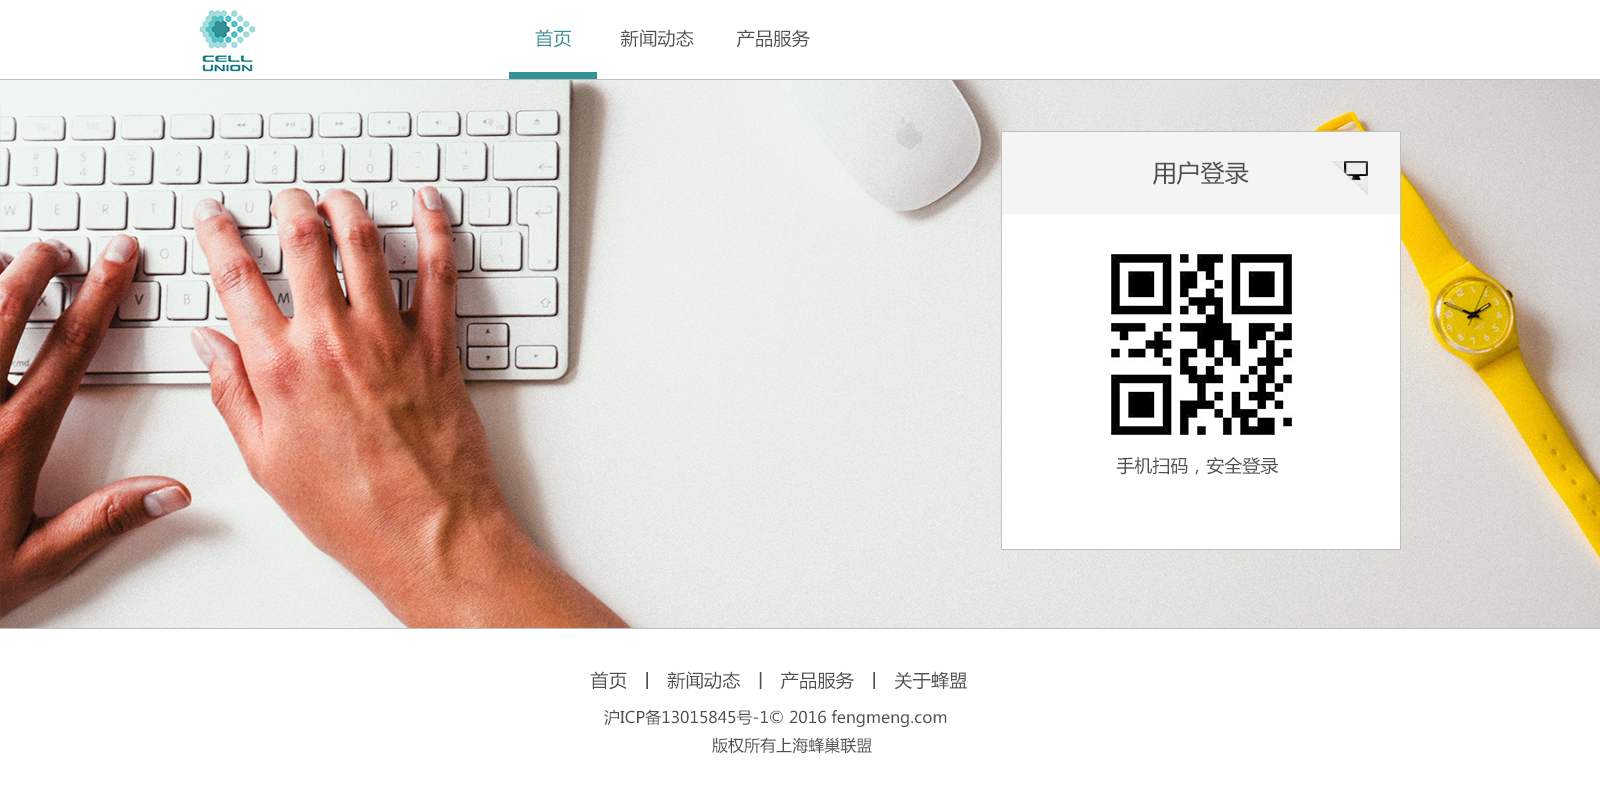 CELL
UNION
首页 新闻动态 产品服务
用户登录
手机扫码，安全登录
首页 | 新闻动态 | 产品服务 | 关于蜂盟
沪ICP备13015845号-1© 2016 fengmeng.com
版权所有上海蜂巢联盟